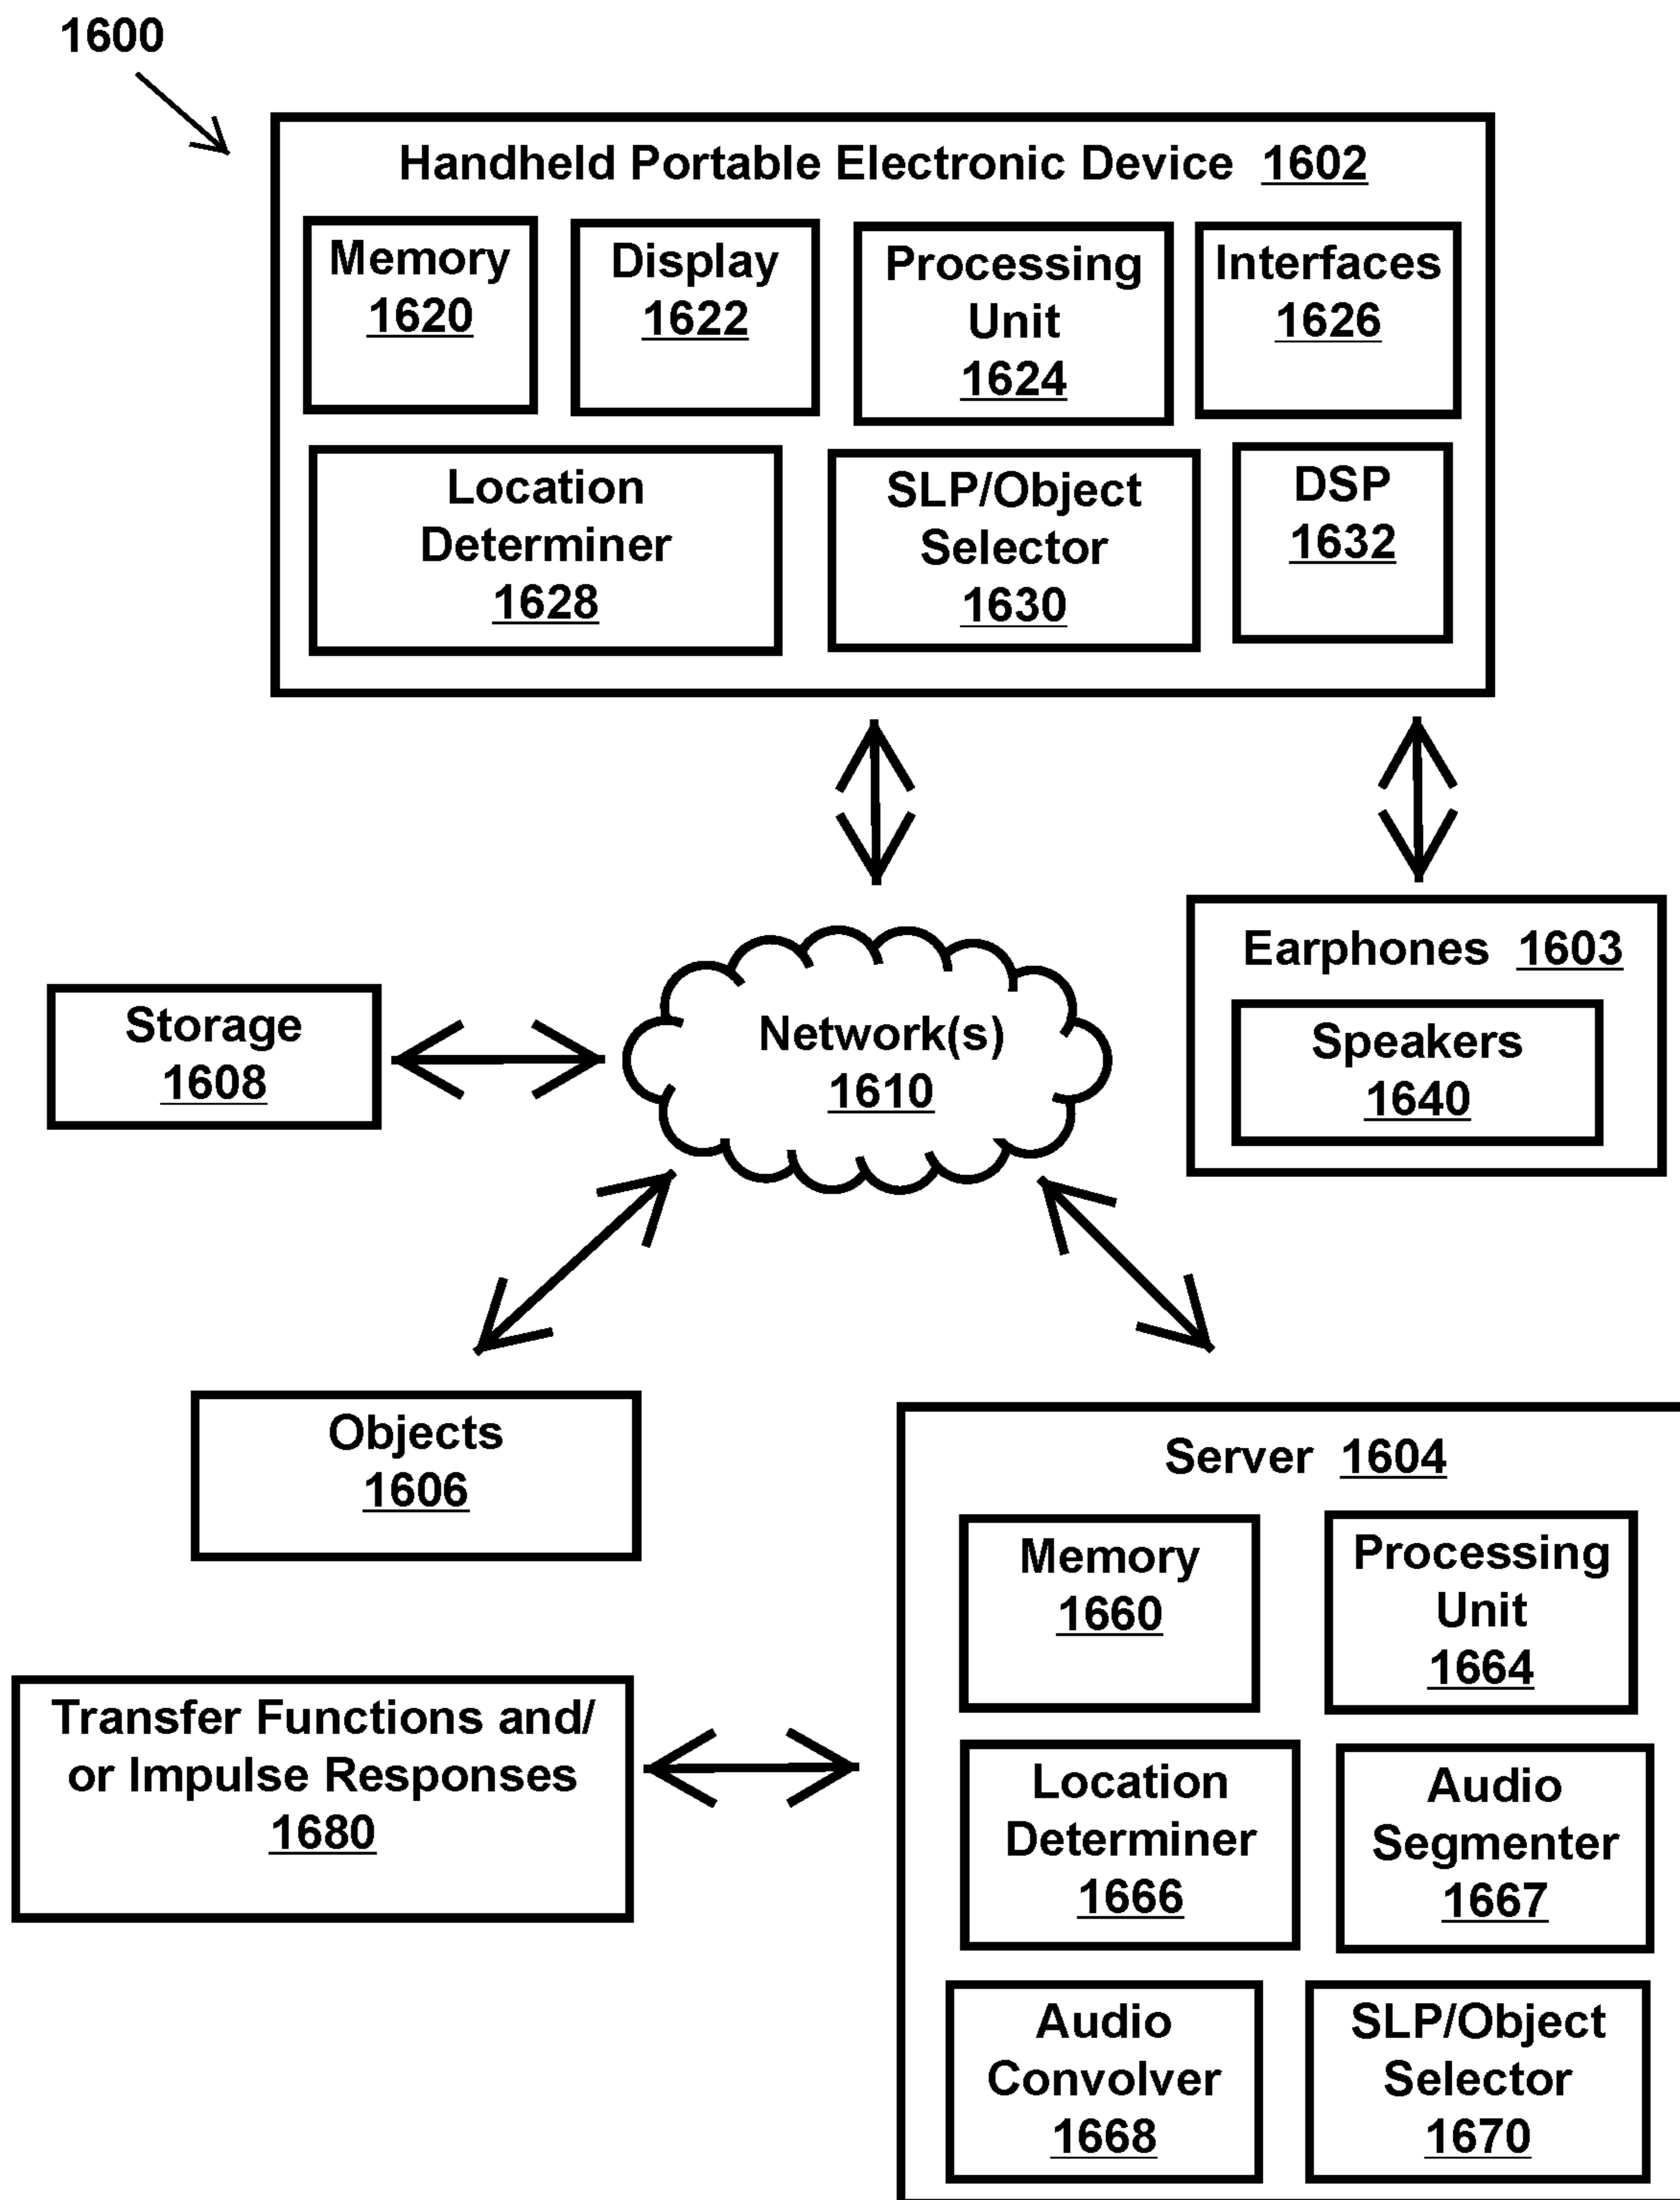 1600
Handheld Portable Electronic Device 1602
Memory
1620
Display
1622
Processing
Unit
1624
Interfaces
1626
Location
Determiner
1628
SLP/Object
Selector
1630
DSP
1632
Earphones 1603
Speakers
1640
Storage
1608
Network(s)
1610
Objects
1606
Server 1604
Memory
1660
Processing
Unit
1664
Transfer Functions and/
or Impulse Responses
1680
Location
Determiner
1666
Audio
Segmenter
1667
Audio
Convolver
1668
SLP/Object
Selector
1670